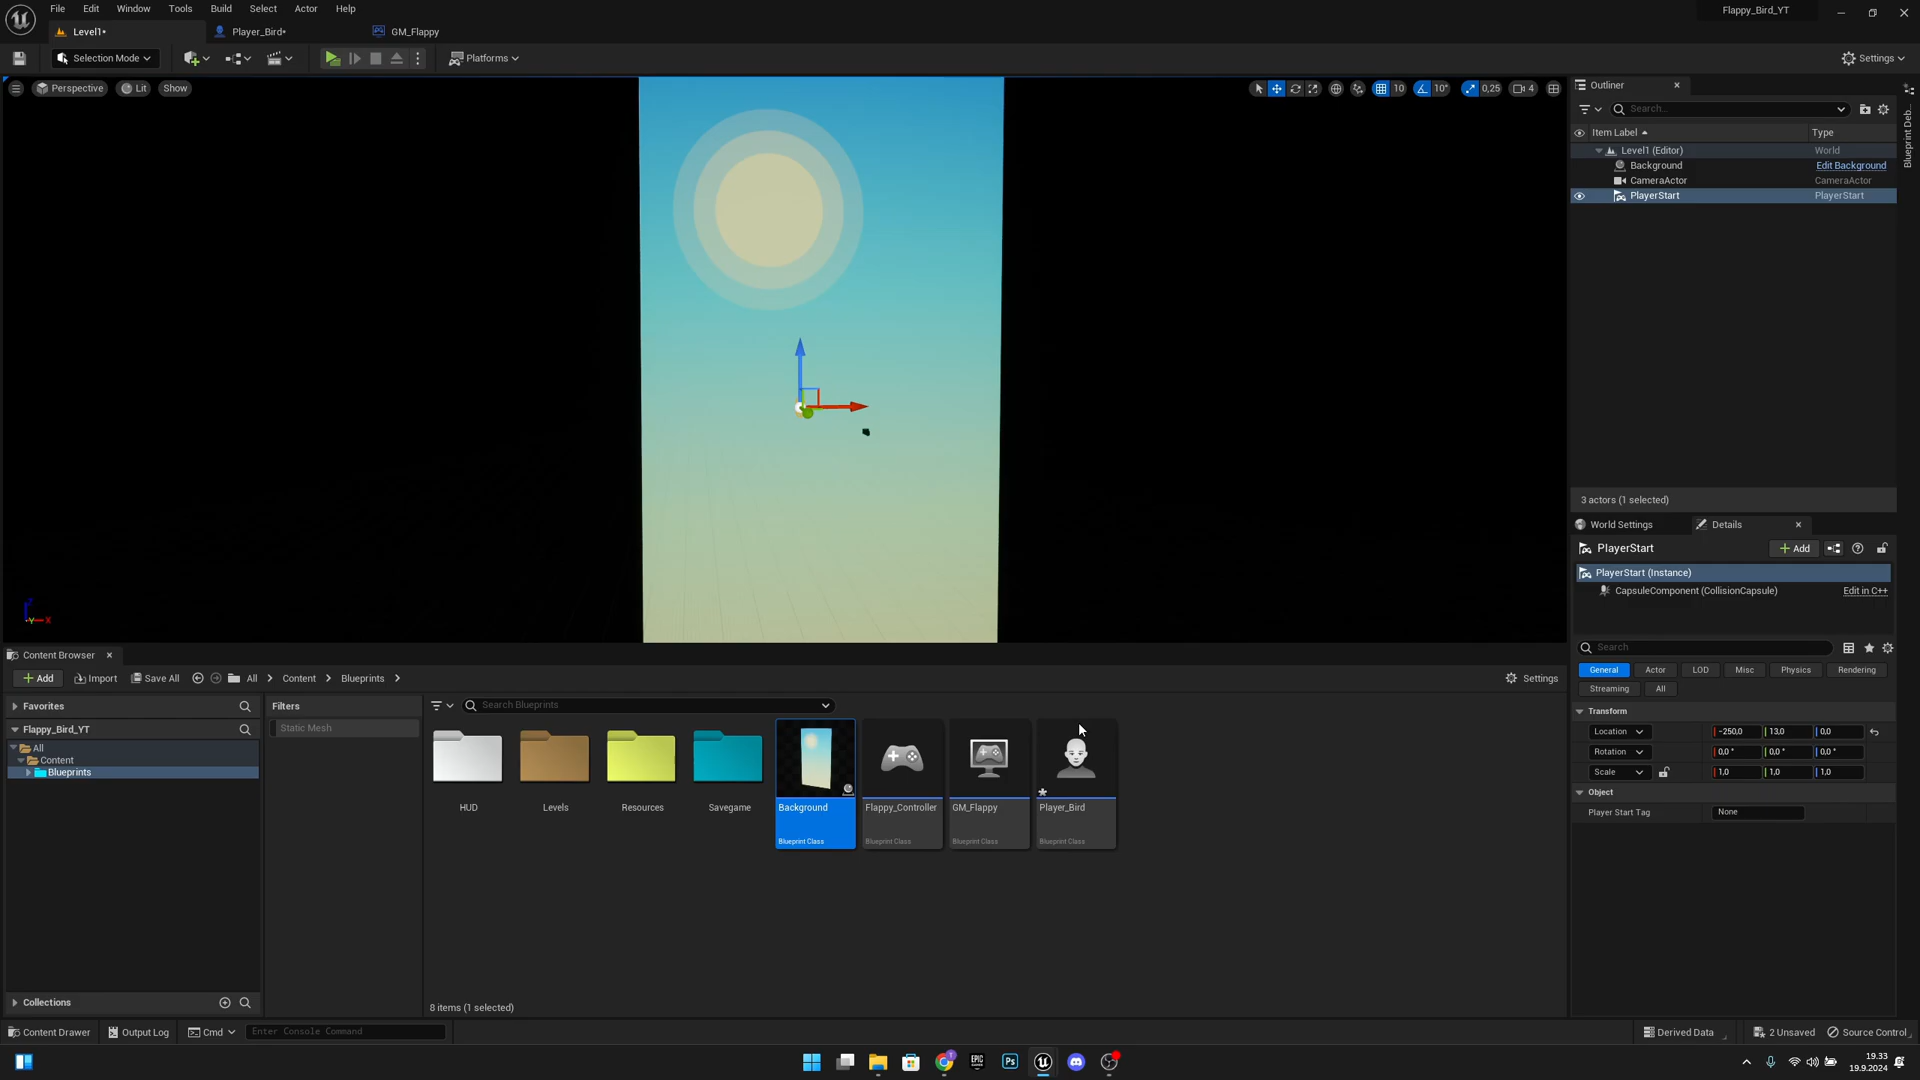 File Edit Window Tools Build Select Actor Help
Flappy_Bird_YT
Level1*
Player_Bird*
GM_Flappy
Selection Mode
Platforms
Settings
Perspective
Lit
Show
10
10°
0,25
4
Z
Y
X
Outliner
Search...
Item Label
Type
Level1 (Editor)
World
Background
Edit Background
CameraActor
CameraActor
PlayerStart
PlayerStart
3 actors (1 selected)
Blueprint Deb...
World Settings
Details
PlayerStart
Add
PlayerStart (Instance)
CapsuleComponent (CollisionCapsule)
Edit in C++
Search
General
Actor
LOD
Misc
Physics
Rendering
Streaming
All
Transform
Location
-250,0
13,0
0,0
Rotation
0,0 °
0,0 °
0,0 °
Scale
1,0
1,0
1,0
Object
Player Start Tag
None
Content Browser
Add
Import
Save All
All
Content
Blueprints
Settings
Favorites
Flappy_Bird_YT
All
Content
Blueprints
Collections
Filters
Static Mesh
Search Blueprints
HUD
Levels
Resources
Savegame
Background
Blueprint Class
Flappy_Controller
Blueprint Class
GM_Flappy
Blueprint Class
Player_Bird
Blueprint Class
8 items (1 selected)
Content Drawer
Output Log
Cmd
Enter Console Command
Derived Data
2 Unsaved
Source Control
EPIC
GAMES
Ps
19.33
19.9.2024